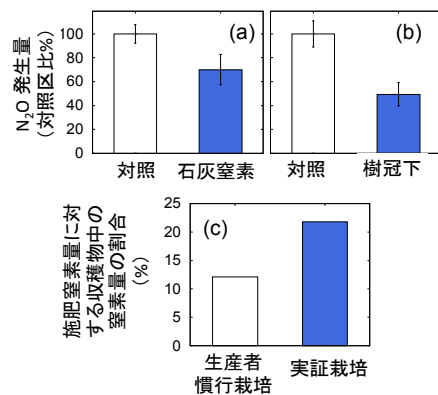 N₂O 発生量
（対照区比%）
120
100
80
60
40
20
0
(a)
対照
石灰窒素
(b)
対照
樹冠下
施肥窒素量に対
する収穫物中の
窒素量の割合
（%）
25
20
15
10
5
0
(c)
生産者
慣行栽培
実証栽培